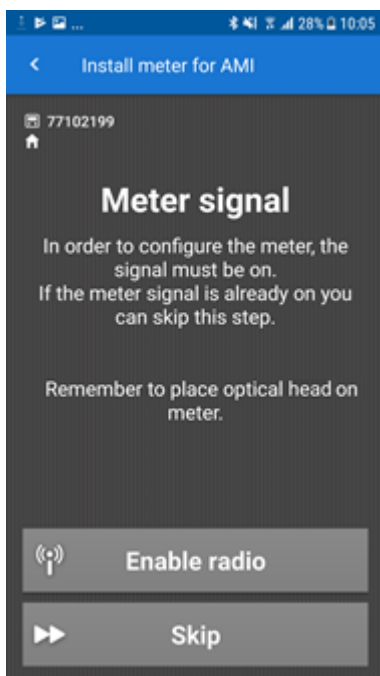 ... 28% 10:05
Install meter for AMI
77102199
Meter signal
In order to configure the meter, the
signal must be on.
If the meter signal is already on you
can skip this step.
Remember to place optical head on
meter.
Enable radio
Skip